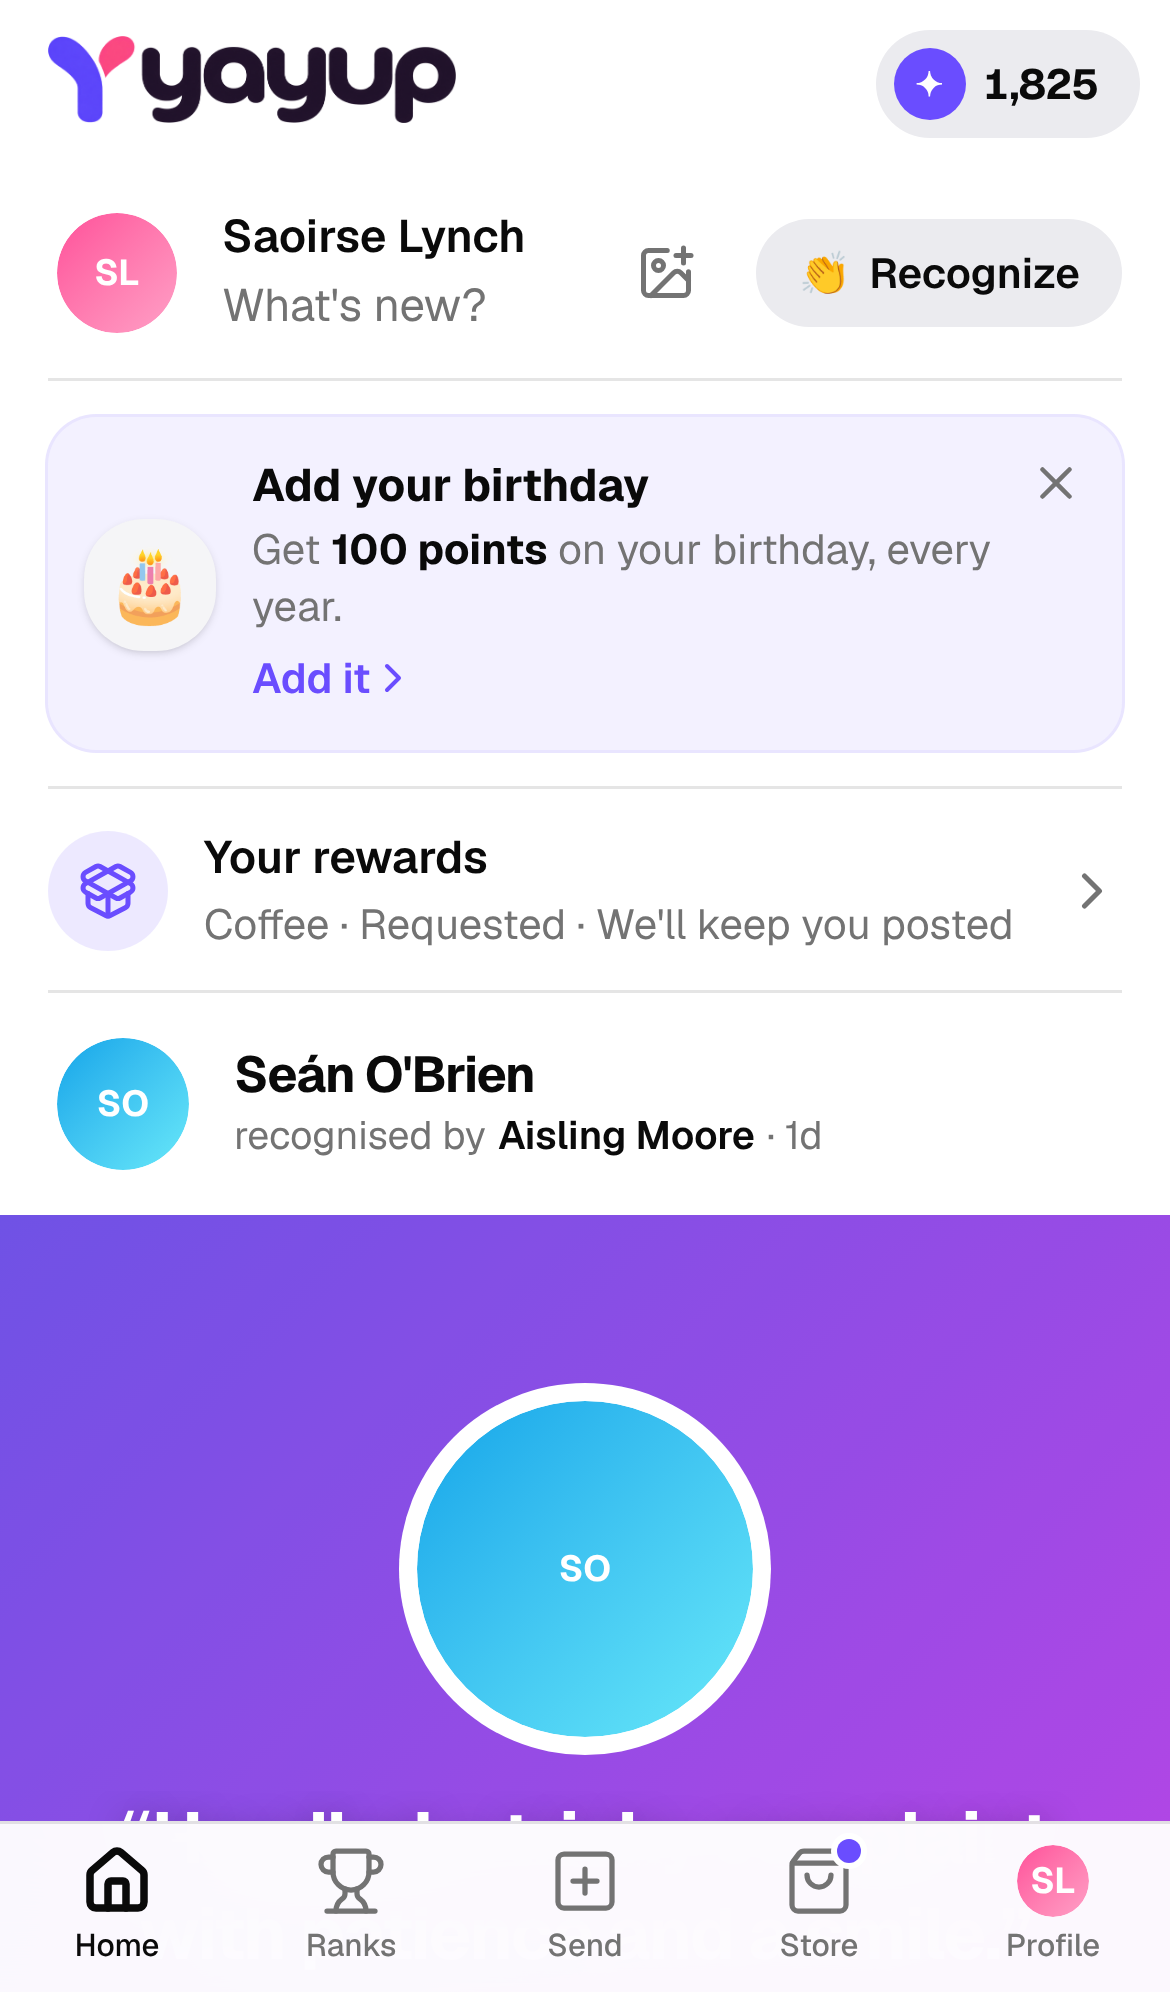 yayup
1,825
SL
Saoirse Lynch
What's new?
Recognize
Add your birthday
Get 100 points on your birthday, every
year.
Add it
Your rewards
Coffee · Requested · We'll keep you posted
SO
Seán O'Brien
recognised by Aisling Moore · 1d
SO
Home
Ranks
Send
Store
SL
Profile